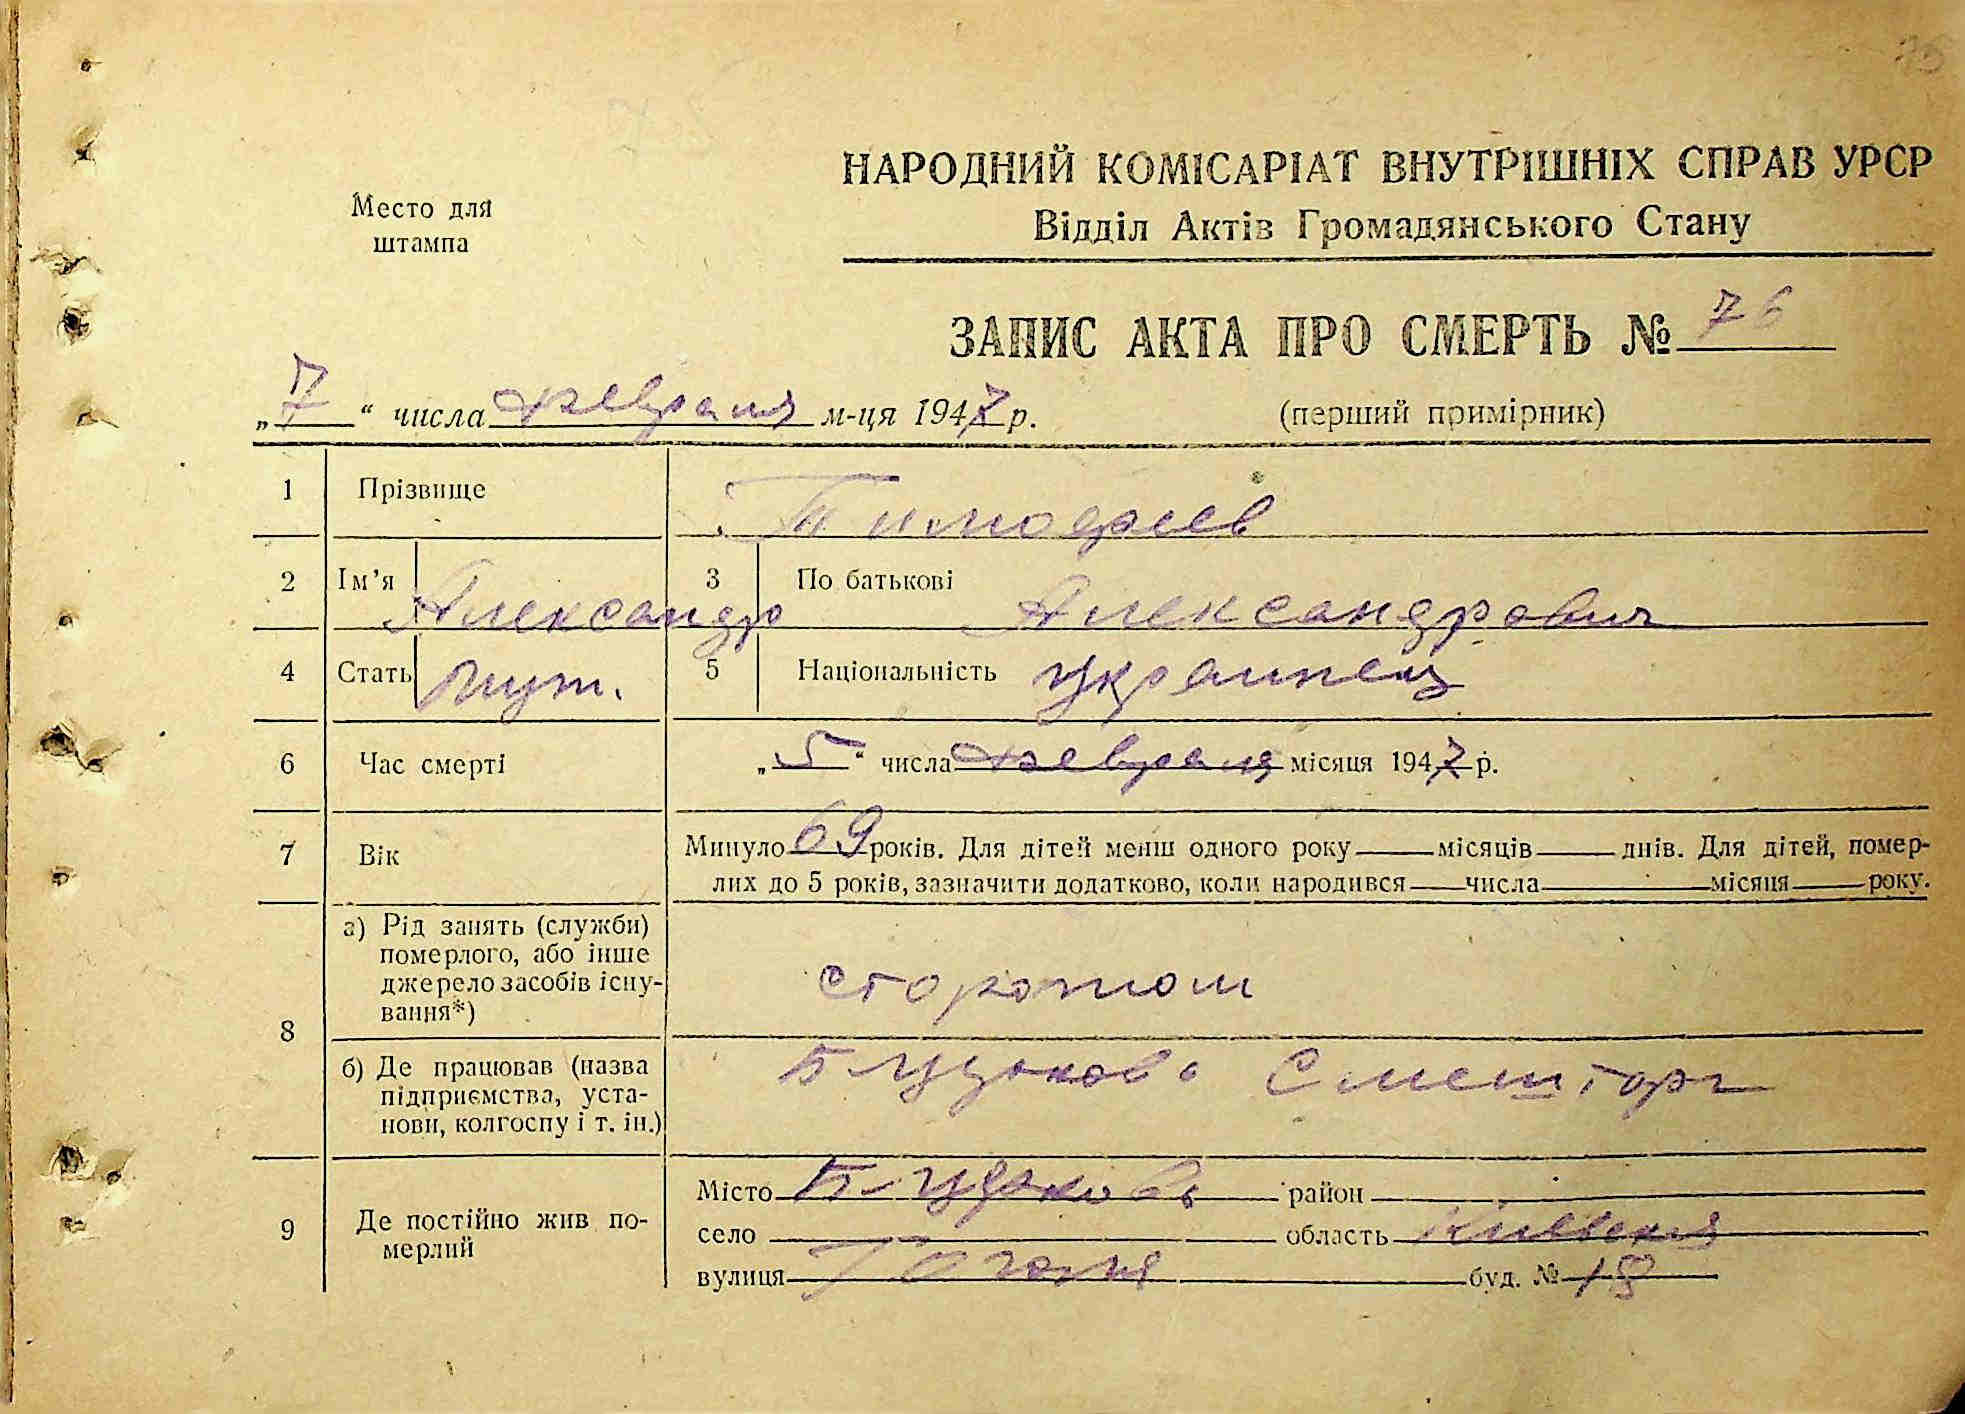 75
НАРОДНИЙ КОМІСАРІАТ ВНУТРІШНІХ СПРАВ УРСР
Место для
штампа
Відділ Актів Громадянського Стану
ЗАПИС АКТА ПРО СМЕРТЬ № 76
„7“ числа февраля м-ця 1947 р.
(перший примірник)
1 Прізвище Тимофеев
2 Ім'я Александр 3 По батькові Александрович
4 Стать муж. 5 Національність украинец
6 Час смерті „5“ числа февраля місяця 1947 р.
7 Вік Минуло 69 років. Для дітей менш одного року місяців днів. Для дітей, помер-
лих до 5 років, зазначити додатково, коли народився числа місяця року.
8 а) Рід занять (служби)
померлого, або інше
джерело засобів існу-
вання*)
сторожом
б) Де працював (назва
підприємства, уста-
нови, колгоспу і т. ін.)
9 Де постійно жив по-
мерлий
Місто район
село область Киевская
вулиця Гоголя буд. № 18